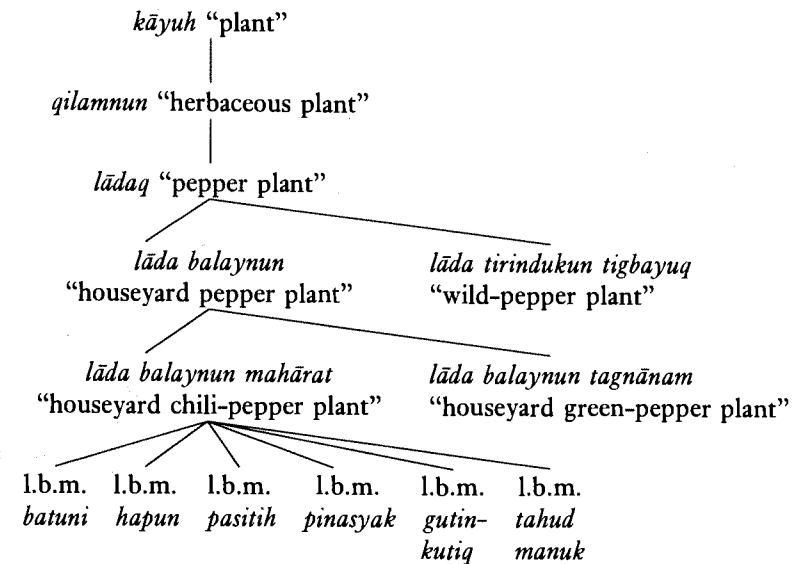 kāyuh “plant”
qilamnun “herbaceous plant”
lādaq “pepper plant”
lāda balaynun
“houseyard pepper plant”
lāda tirindukun tigbayuq
“wild-pepper plant”
lāda balaynun mahārat
“houseyard chili-pepper plant”
lāda balaynun tagnānam
“houseyard green-pepper plant”
l.b.m.
batuni
l.b.m.
hapun
l.b.m.
pasitih
l.b.m.
pinasyak
l.b.m.
gutin-
kutiq
l.b.m.
tahud
manuk